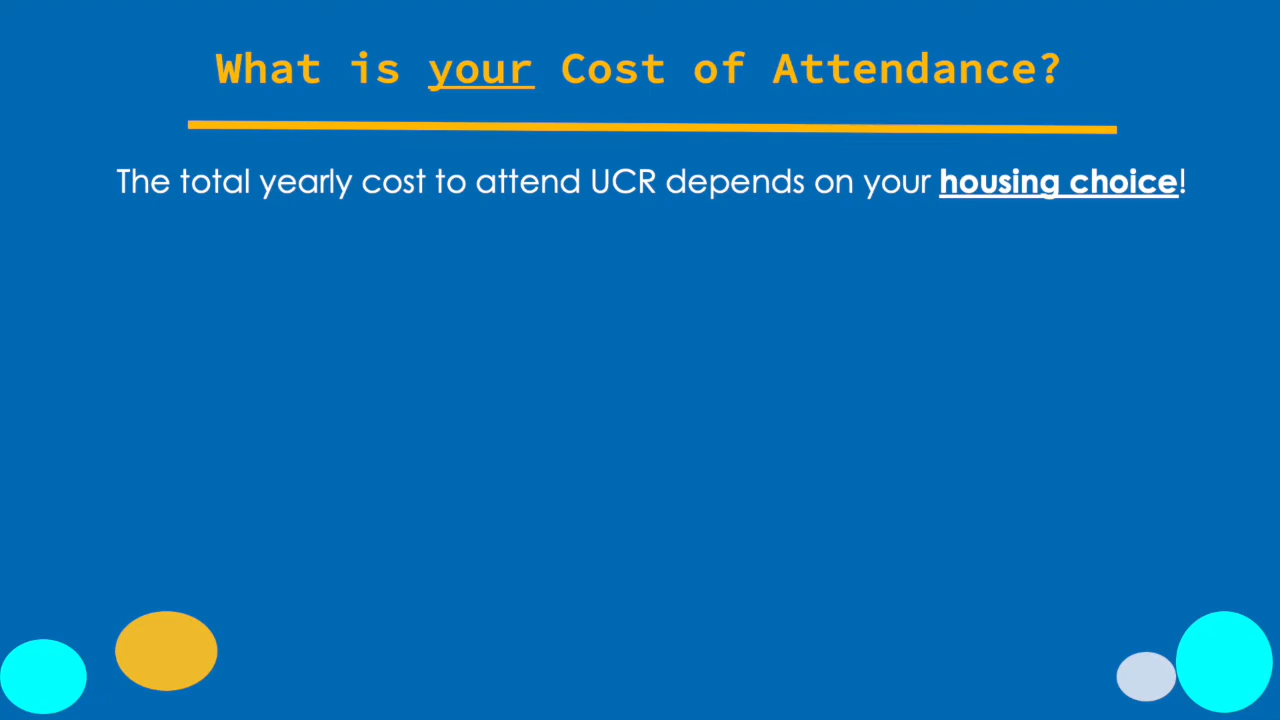 What is your Cost of Attendance?
The total yearly cost to attend UCR depends on your housing choice!